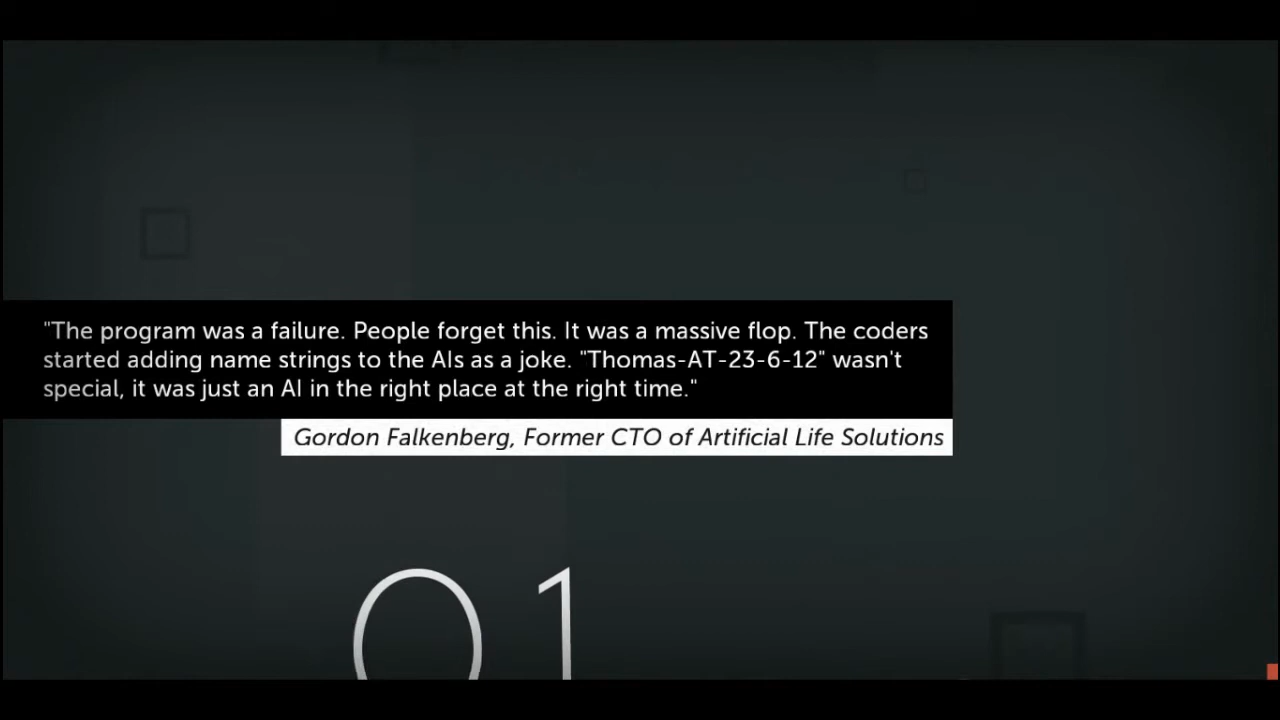 "The program was a failure. People forget this. It was a massive flop. The coders
started adding name strings to the AIs as a joke. "Thomas-AT-23-6-12" wasn't
special, it was just an AI in the right place at the right time."
Gordon Falkenberg, Former CTO of Artificial Life Solutions
01